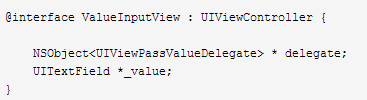 @interface ValueInputView : UIViewController {
NSObject<UIViewPassValueDelegate> * delegate;
UITextField *_value;
}